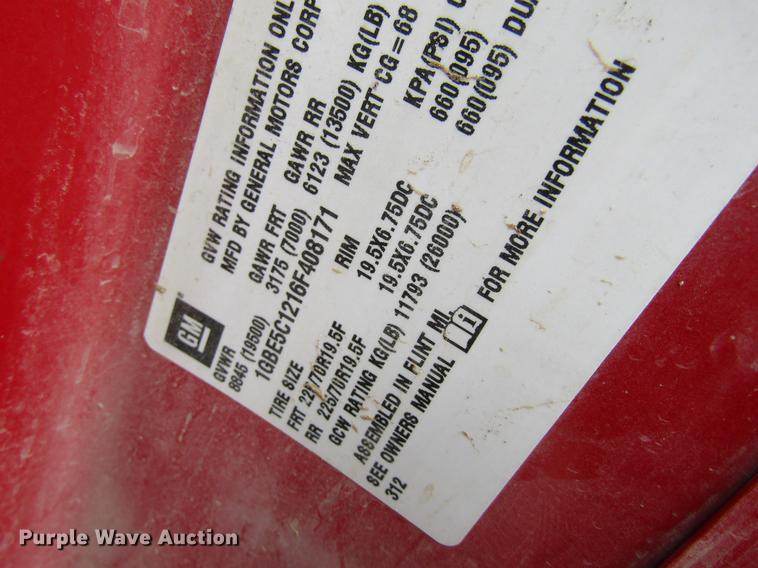 GVW RATING INFORMATION ONL
MFD BY GENERAL MOTORS CORP
GM
GVWR GAWR FRT GAWR RR
8845 (19500) 3175 (7000) 6123 (13500) KG(LB)
1GBE5C1216F408171 MAX VERT CG=68
TIRE SIZE RIM KPA(PSI) C
FRT 225/70R19.5F 19.5X6.75DC 660(095)
RR 225/70R19.5F 19.5X6.75DC 660(095) DUA
GCW RATING KG(LB) 11793 (26000)
ASSEMBLED IN FLINT MI.
SEE OWNERS MANUAL FOR MORE INFORMATION
312
Purple Wave Auction